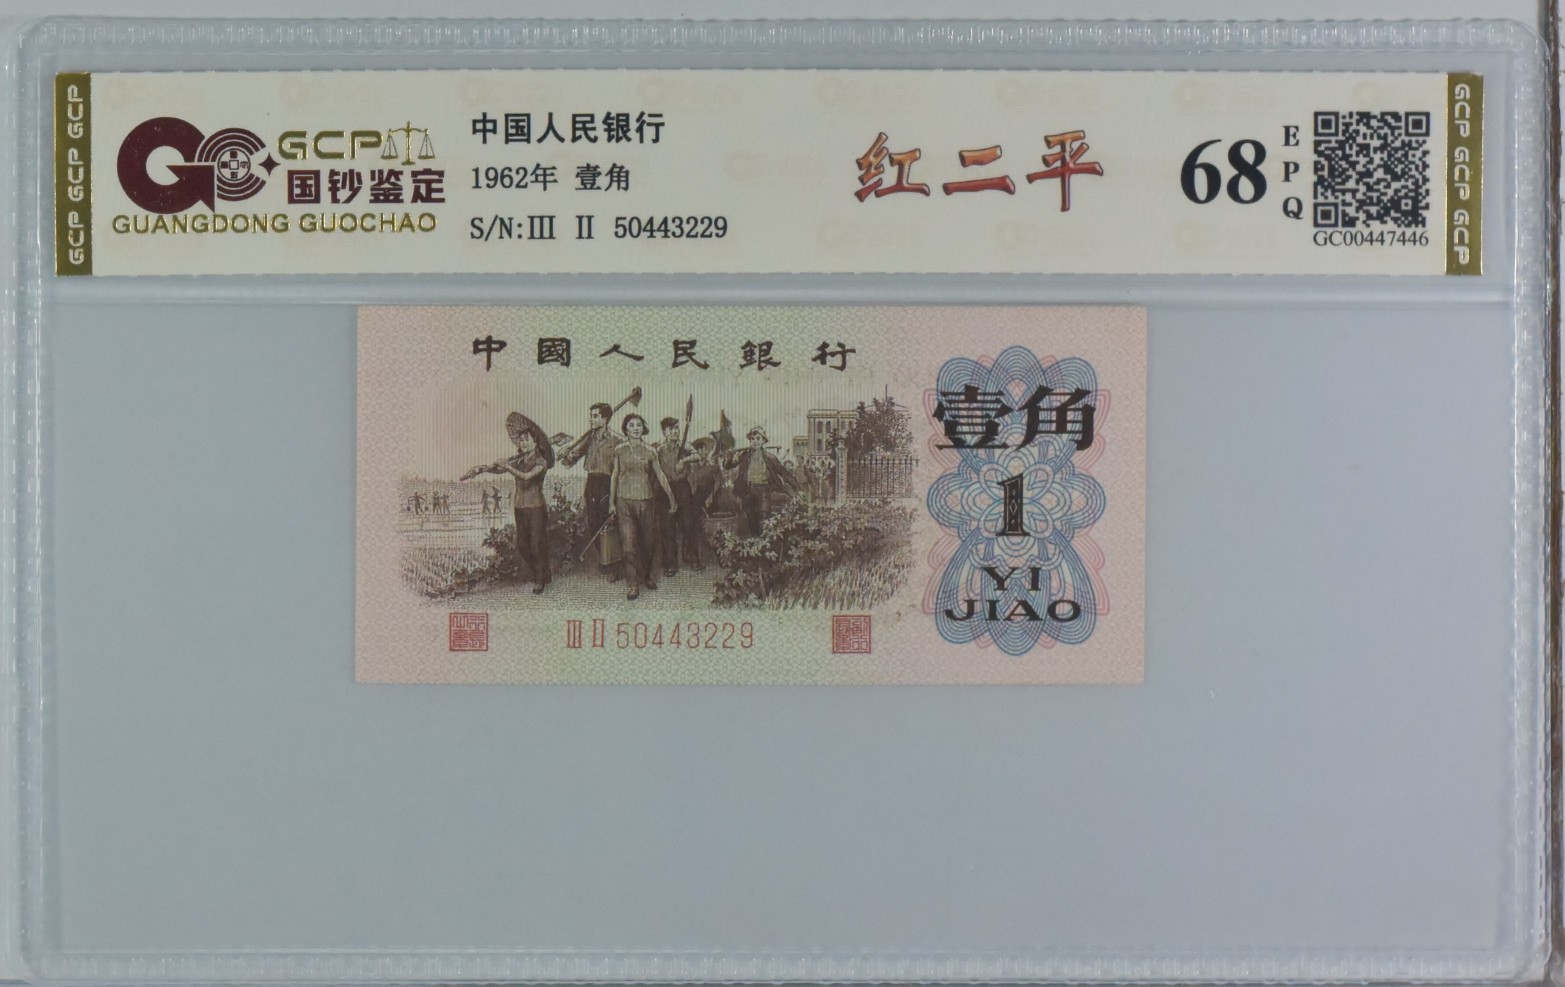 GCP GCP GCP
GCP
国钞鉴定
GUANGDONG GUOCHAO
中国人民银行
1962年 壹角
S/N:III II 50443229
红二平
68
EPQ
GC00447446
GCP GCP GCP
中國人民銀行
壹角
1
YI
JIAO
III II 50443229